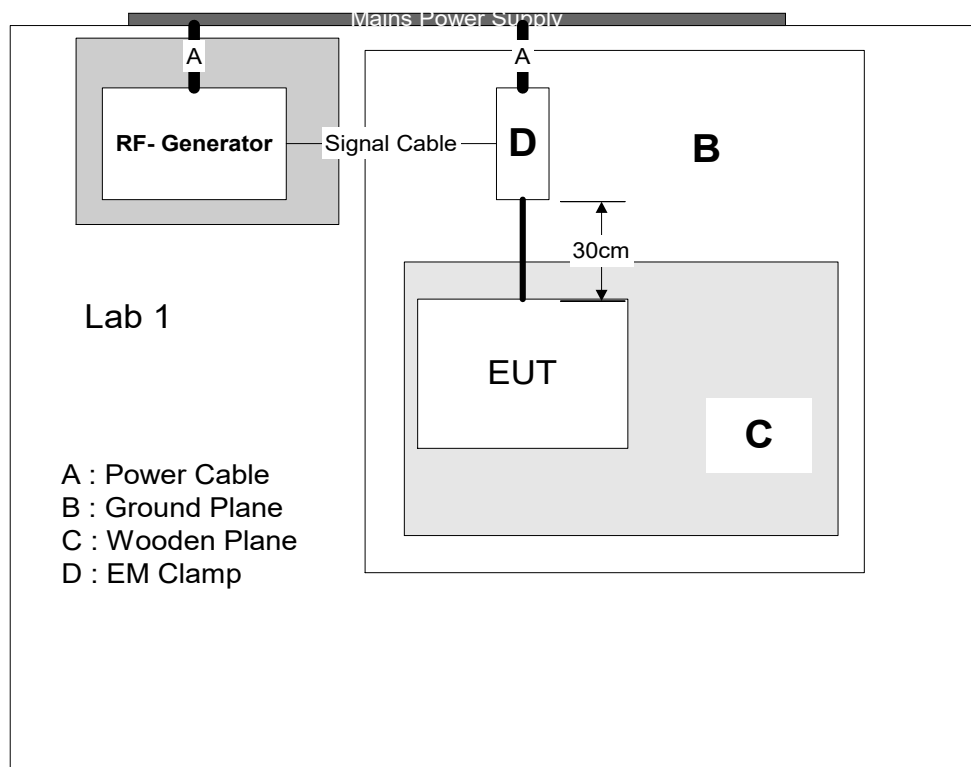 Mains Power Supply
A
A
RF- Generator
Signal Cable
D
B
30cm
Lab 1
EUT
C
A : Power Cable
B : Ground Plane
C : Wooden Plane
D : EM Clamp